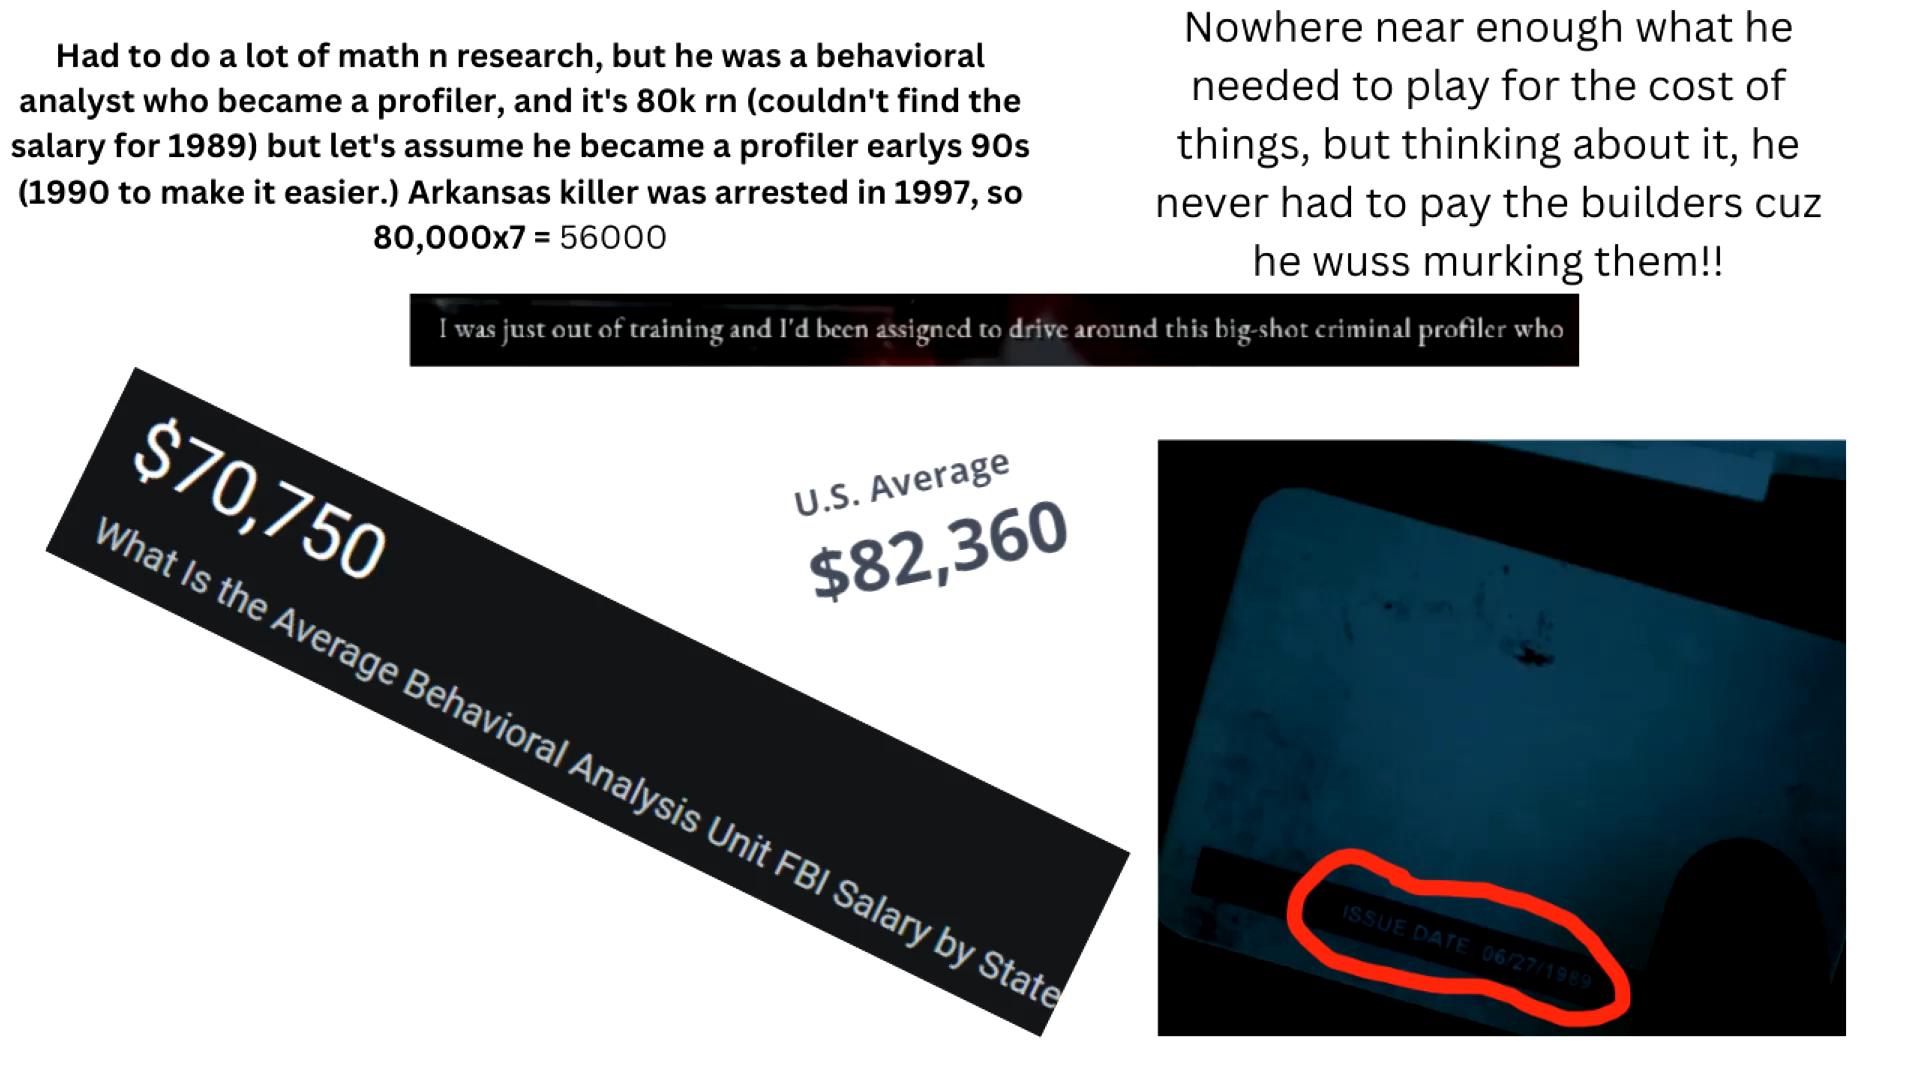 Had to do a lot of math n research, but he was a behavioral
analyst who became a profiler, and it's 80k rn (couldn't find the
salary for 1989) but let's assume he became a profiler earlys 90s
(1990 to make it easier.) Arkansas killer was arrested in 1997, so
80,000x7 = 56000
Nowhere near enough what he
needed to play for the cost of
things, but thinking about it, he
never had to pay the builders cuz
he wuss murking them!!
I was just out of training and I'd been assigned to drive around this big-shot criminal profiler who
$70,750
What Is the Average Behavioral Analysis Unit FBI Salary by State
U.S. Average
$82,360
ISSUE DATE 06/27/1989